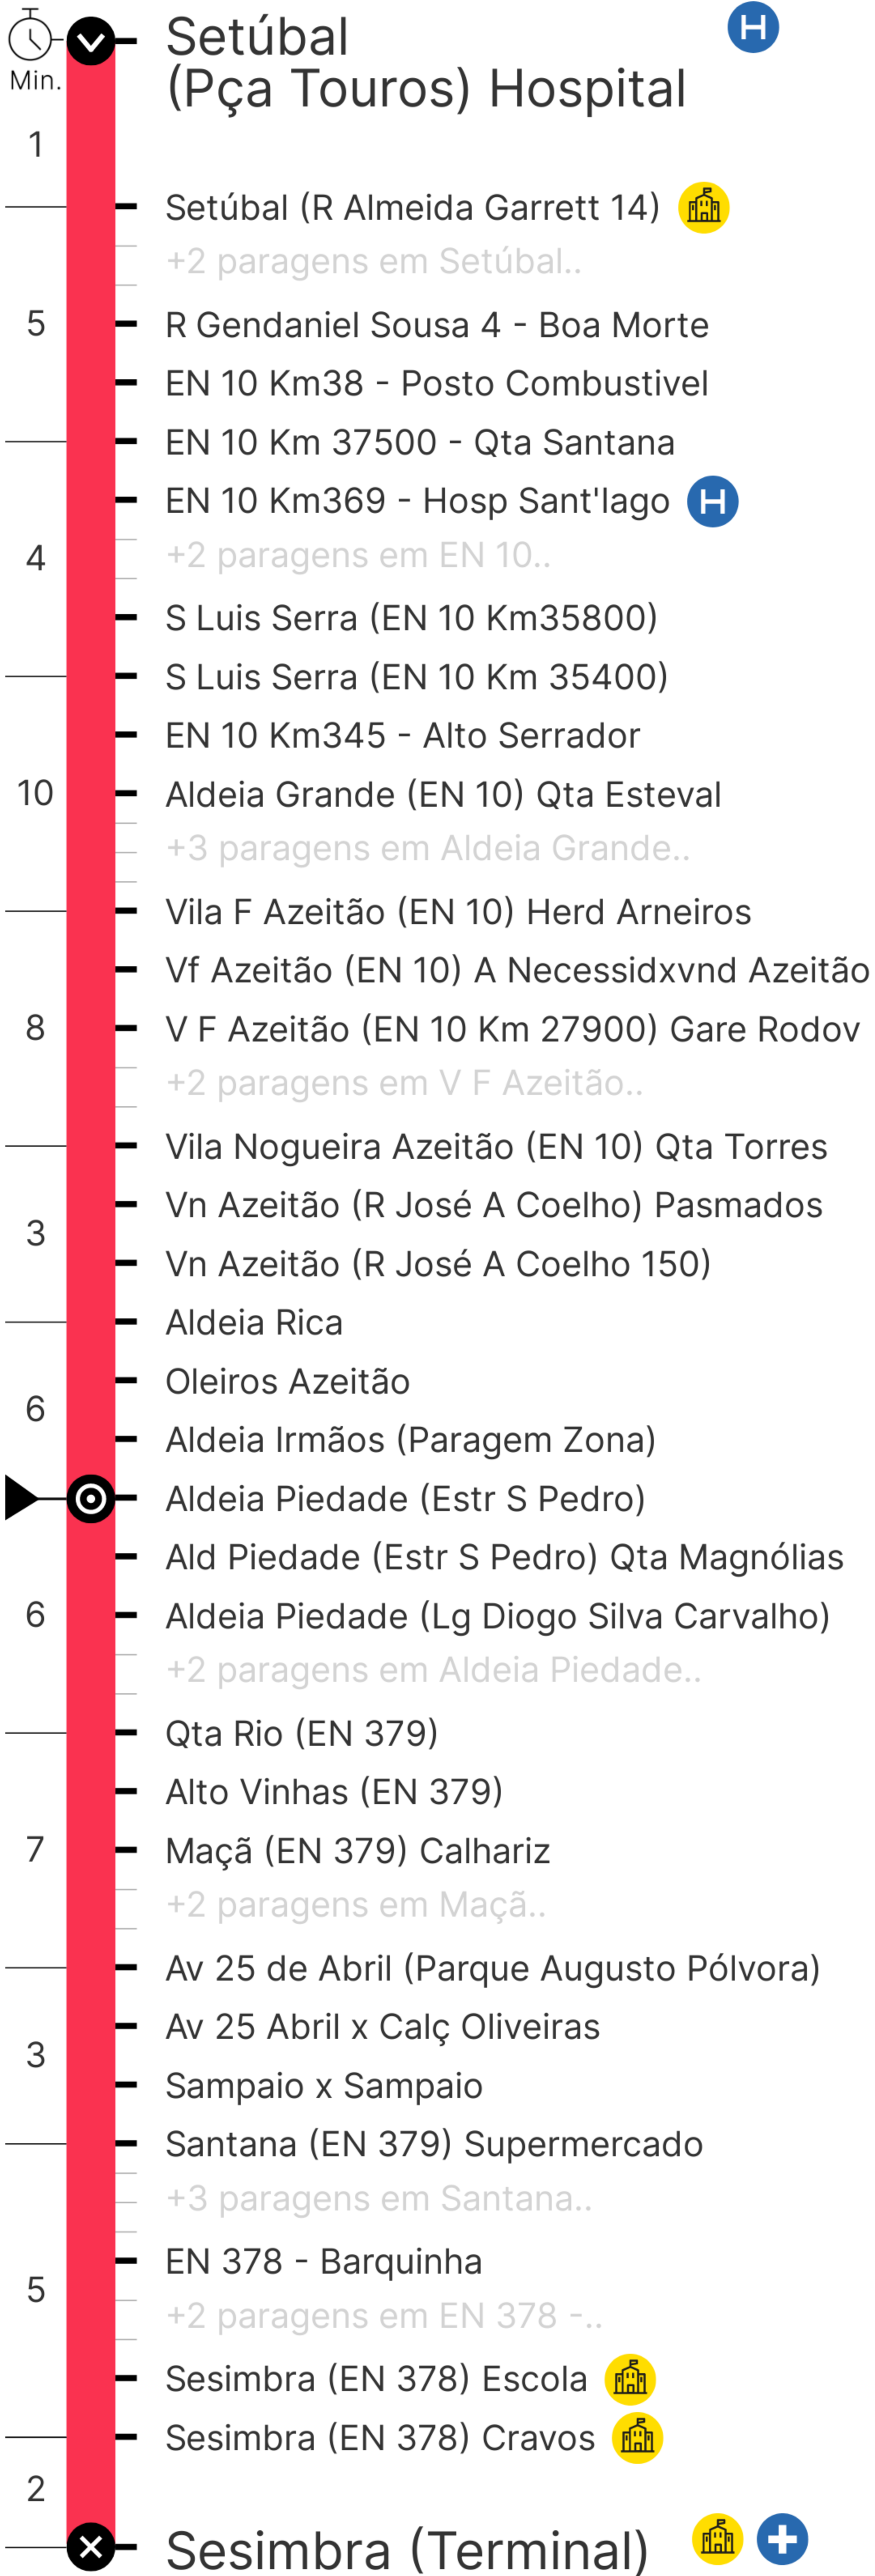 Setúbal
H
Min.
(Pça Touros) Hospital
1
Setúbal (R Almeida Garrett 14)
+2 paragens em Setúbal..
5
R Gendaniel Sousa 4 - Boa Morte
EN 10 Km38 - Posto Combustivel
EN 10 Km 37500 - Qta Santana
EN 10 Km369 - Hosp Sant'Iago H
+2 paragens em EN 10..
4
S Luis Serra (EN 10 Km35800)
S Luis Serra (EN 10 Km 35400)
EN 10 Km345 - Alto Serrador
10
Aldeia Grande (EN 10) Qta Esteval
+3 paragens em Aldeia Grande..
Vila F Azeitão (EN 10) Herd Arneiros
Vf Azeitão (EN 10) A Necessidxvnd Azeitão
8
V F Azeitão (EN 10 Km 27900) Gare Rodov
+2 paragens em V F Azeitão..
Vila Nogueira Azeitão (EN 10) Qta Torres
Vn Azeitão (R José A Coelho) Pasmados
3
Vn Azeitão (R José A Coelho 150)
Aldeia Rica
Oleiros Azeitão
6
Aldeia Irmãos (Paragem Zona)
Aldeia Piedade (Estr S Pedro)
Ald Piedade (Estr S Pedro) Qta Magnólias
6
Aldeia Piedade (Lg Diogo Silva Carvalho)
+2 paragens em Aldeia Piedade..
Qta Rio (EN 379)
Alto Vinhas (EN 379)
7
Maçã (EN 379) Calhariz
+2 paragens em Maçã..
Av 25 de Abril (Parque Augusto Pólvora)
Av 25 Abril x Calç Oliveiras
3
Sampaio x Sampaio
Santana (EN 379) Supermercado
+3 paragens em Santana..
EN 378 - Barquinha
5
+2 paragens em EN 378 -..
Sesimbra (EN 378) Escola
Sesimbra (EN 378) Cravos
2
Sesimbra (Terminal)